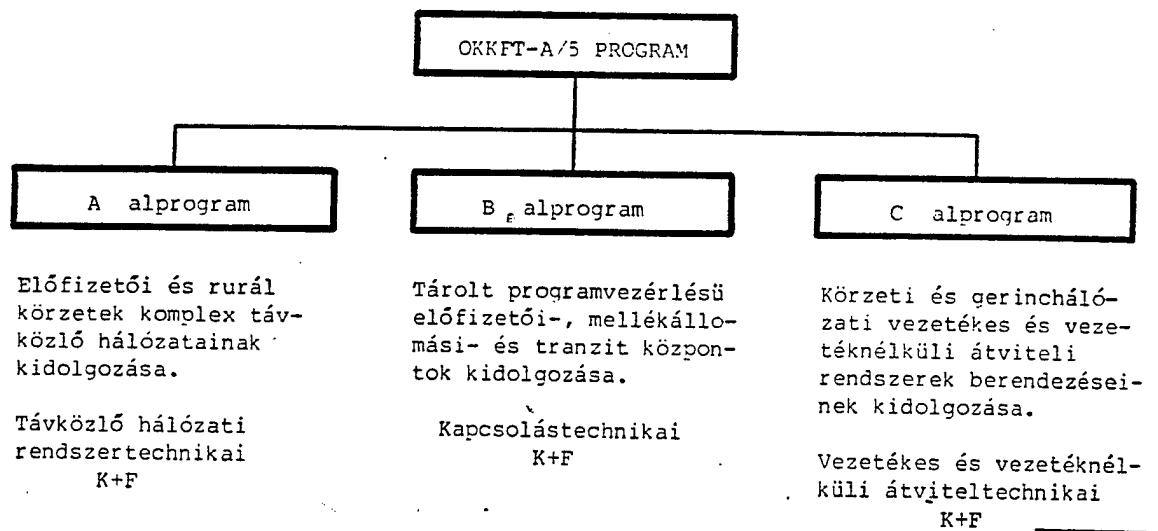 OKKFT-A/5 PROGRAM
A alprogram
Előfizetői és rurál
körzetek komplex táv-
közlő hálózatainak
kidolgozása.
Távközlő hálózati
rendszertechnikai
K+F
B alprogram
Tárolt programvezérlésü
előfizetői-, mellékállo-
mási- és tranzit közpon-
tok kidolgozása.
Kapcsolástechnikai
K+F
C alprogram
Körzeti és gerincháló-
zati vezetékes és veze-
téknélküli átviteli
rendszerek berendezései-
nek kidolgozása.
Vezetékes és vezetéknél-
küli átviteltechnikai
K+F